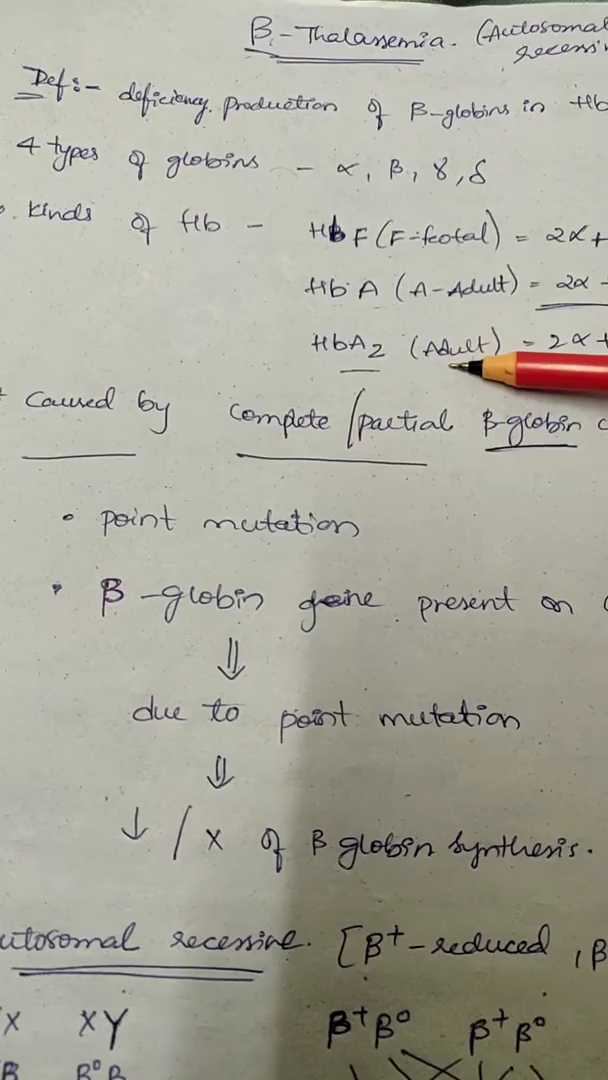 β-Thalassemia. (Autosomal
recessi
Def:- deficiency production of β-globins in Hb
4 types of globins - α, β, γ, δ
kinds of Hb - HbF (F-foetal) = 2α +
HbA (A-Adult) = 2α
HbA2 (Adult) = 2α +
Caused by complete / partial β-globin
• point mutation
• β-globin gene present on
⇓
due to point mutation
⇓
↓ / X of β globin synthesis.
utosomal recessive. [β+-reduced , β
X XY β+β° β+β°
B β°β